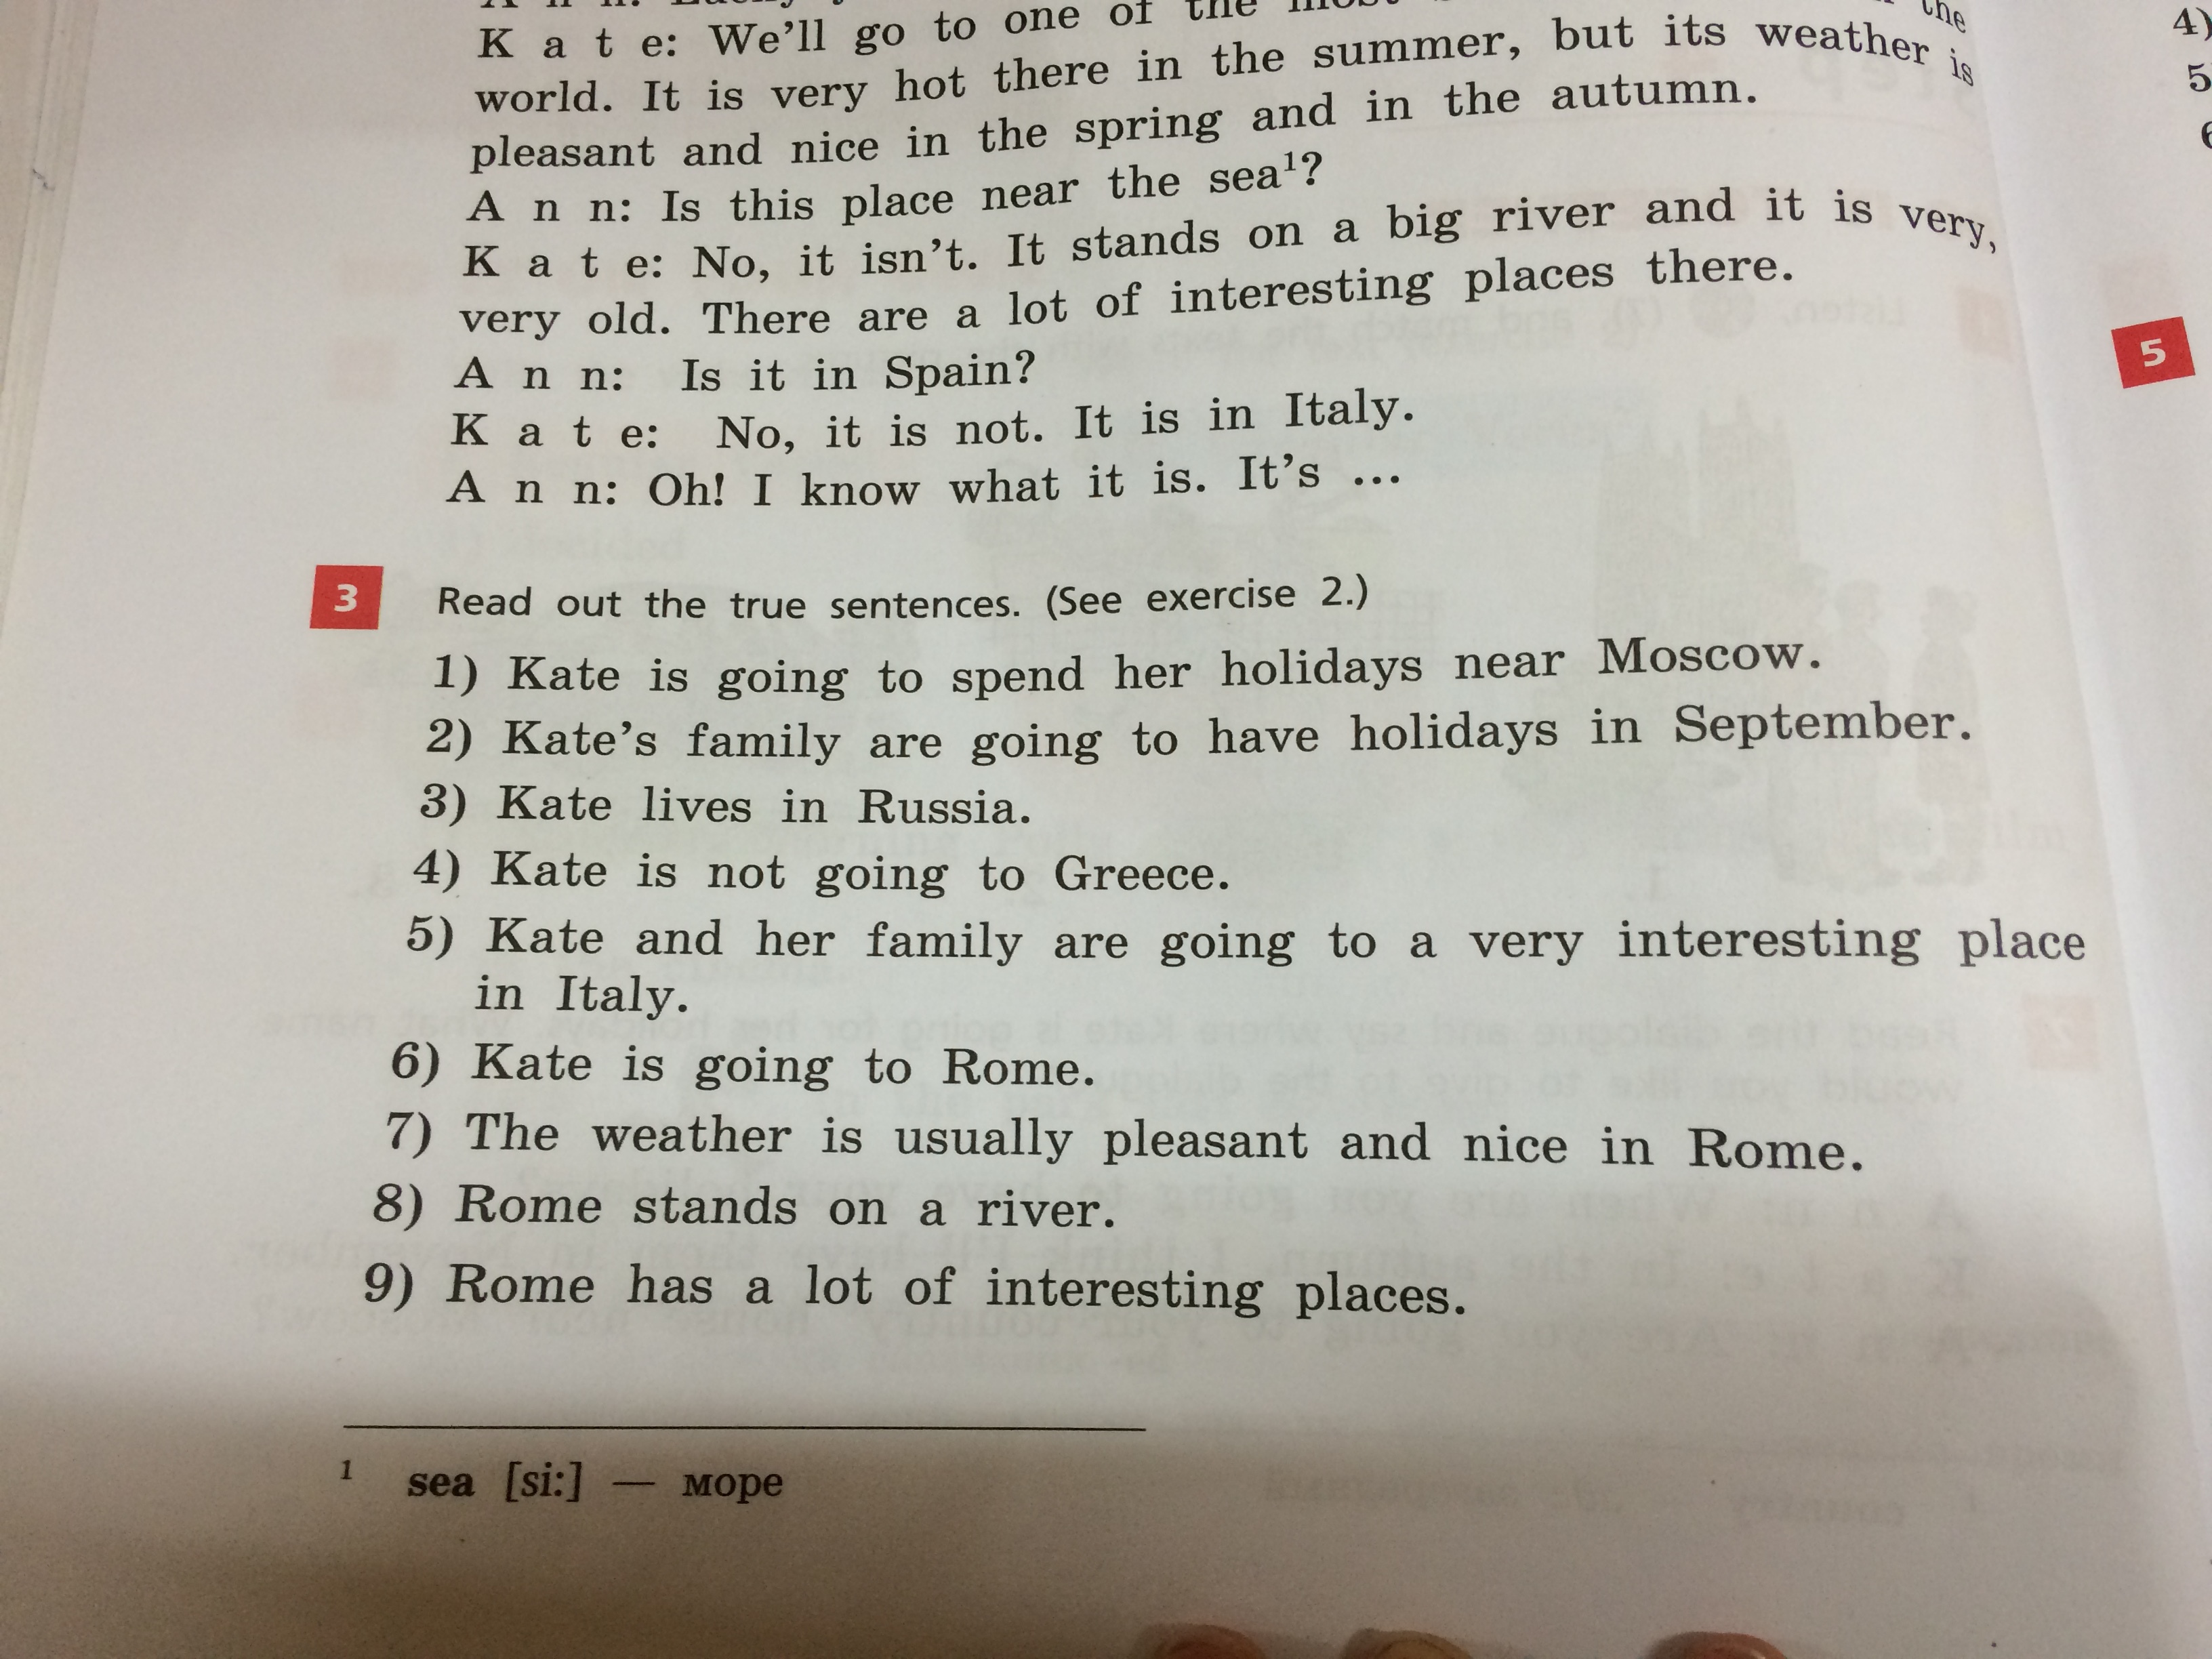 K a t e: We'll go to one of the most
the
world. It is very hot there in the summer, but its weather is
pleasant and nice in the spring and in the autumn.
A n n: Is this place near the sea¹?
K a t e: No, it isn't. It stands on a big river and it is very,
very old. There are a lot of interesting places there.
A n n: Is it in Spain?
K a t e: No, it is not. It is in Italy.
A n n: Oh! I know what it is. It's ...
3 Read out the true sentences. (See exercise 2.)
1) Kate is going to spend her holidays near Moscow.
2) Kate's family are going to have holidays in September.
3) Kate lives in Russia.
4) Kate is not going to Greece.
5) Kate and her family are going to a very interesting place
in Italy.
6) Kate is going to Rome.
7) The weather is usually pleasant and nice in Rome.
8) Rome stands on a river.
9) Rome has a lot of interesting places.
¹ sea [si:] — море
4)
5
5